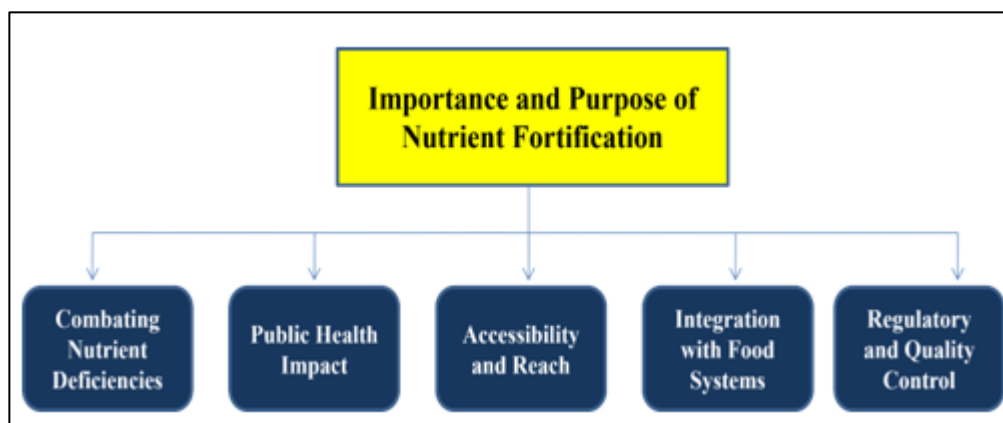 Importance and Purpose of
Nutrient Fortification
Combating
Nutrient
Deficiencies
Public Health
Impact
Accessibility
and Reach
Integration
with Food
Systems
Regulatory
and Quality
Control